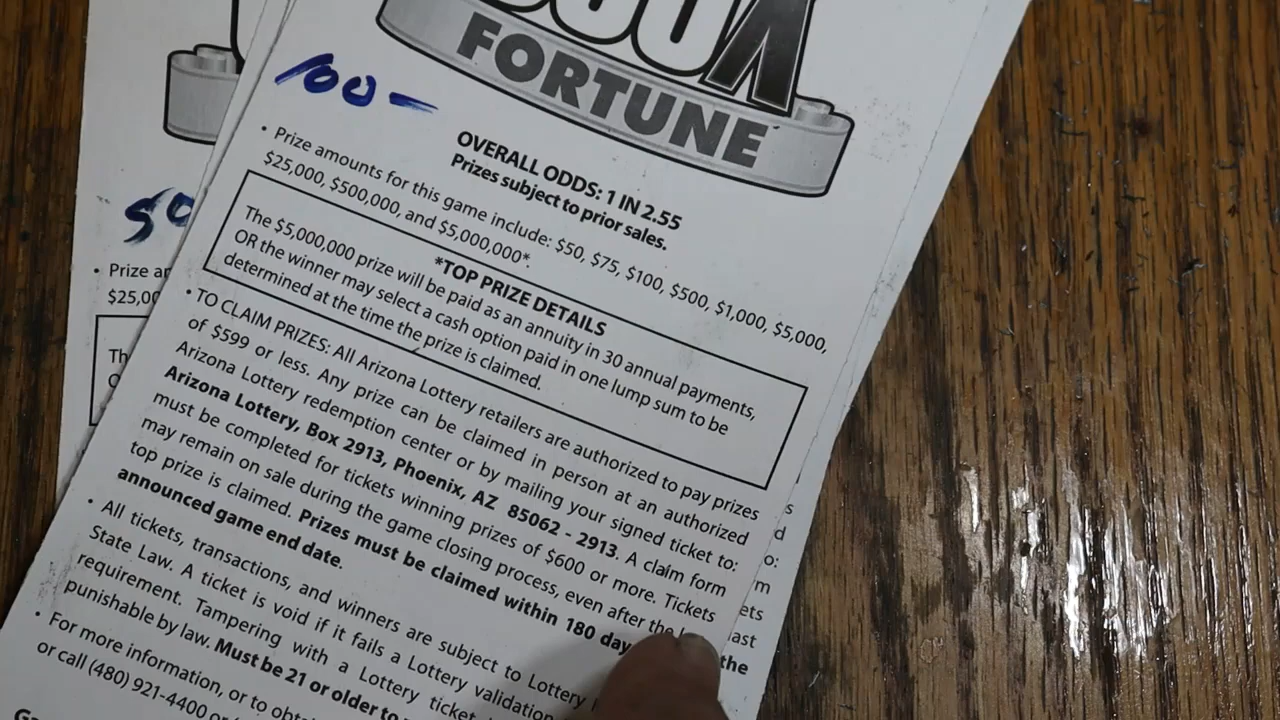 500X
FORTUNE
100-
OVERALL ODDS: 1 IN 2.55
Prizes subject to prior sales.
• Prize amounts for this game include: $50, $75, $100, $500, $1,000, $5,000,
$25,000, $500,000, and $5,000,000*.
*TOP PRIZE DETAILS
The $5,000,000 prize will be paid as an annuity in 30 annual payments,
OR the winner may select a cash option paid in one lump sum to be
determined at the time the prize is claimed.
• TO CLAIM PRIZES: All Arizona Lottery retailers are authorized to pay prizes
of $599 or less. Any prize can be claimed in person at an authorized
Arizona Lottery redemption center or by mailing your signed ticket to:
Arizona Lottery, Box 2913, Phoenix, AZ 85062 - 2913. A claim form
must be completed for tickets winning prizes of $600 or more. Tickets
may remain on sale during the game closing process, even after the
top prize is claimed. Prizes must be claimed within 180 day the
announced game end date.
• All tickets, transactions, and winners are subject to Lottery
State Law. A ticket is void if it fails a Lottery validation
requirement. Tampering with a Lottery ticket
punishable by law. Must be 21 or older to
• For more information, or to
or call (480) 921-4400 or
50
• Prize
$25,00
Th
last